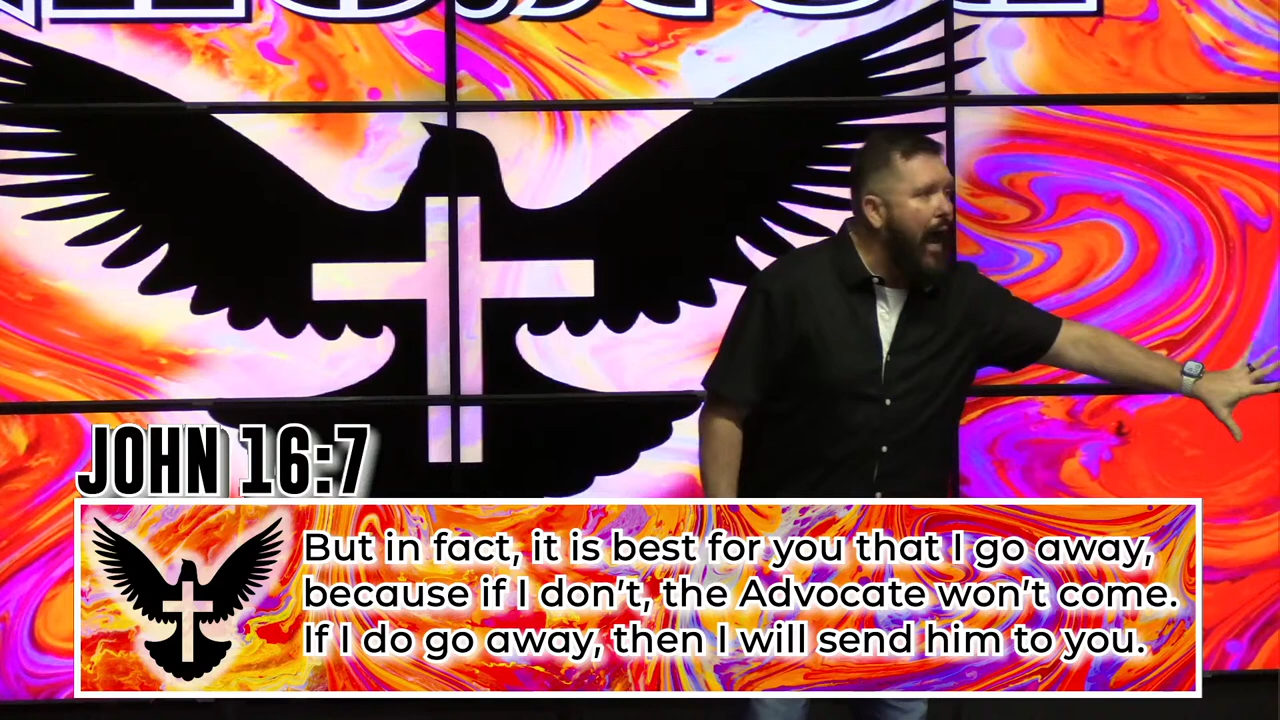 JOHN 16:7
But in fact, it is best for you that I go away,
because if I don’t, the Advocate won’t come.
If I do go away, then I will send him to you.